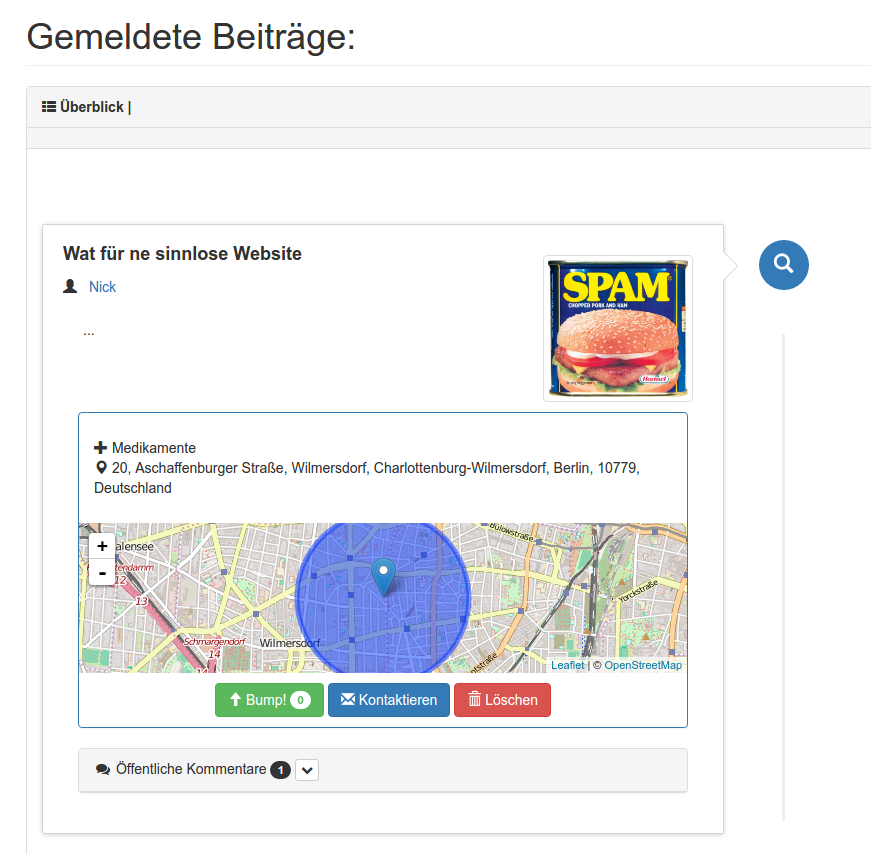 Gemeldete Beiträge:
Überblick |
Wat für ne sinnlose Website
Nick
...
SPAM
CHOPPED PORK AND HAM
Hormel
Medikamente
20, Aschaffenburger Straße, Wilmersdorf, Charlottenburg-Wilmersdorf, Berlin, 10779,
Deutschland
+
-
alensee
tendamm
12
13
Schmargendorf
14
14
Wilmersdorf
Bülowstraße
Yorckstraße
Leaflet | © OpenStreetMap
Bump! 0
Kontaktieren
Löschen
Öffentliche Kommentare 1